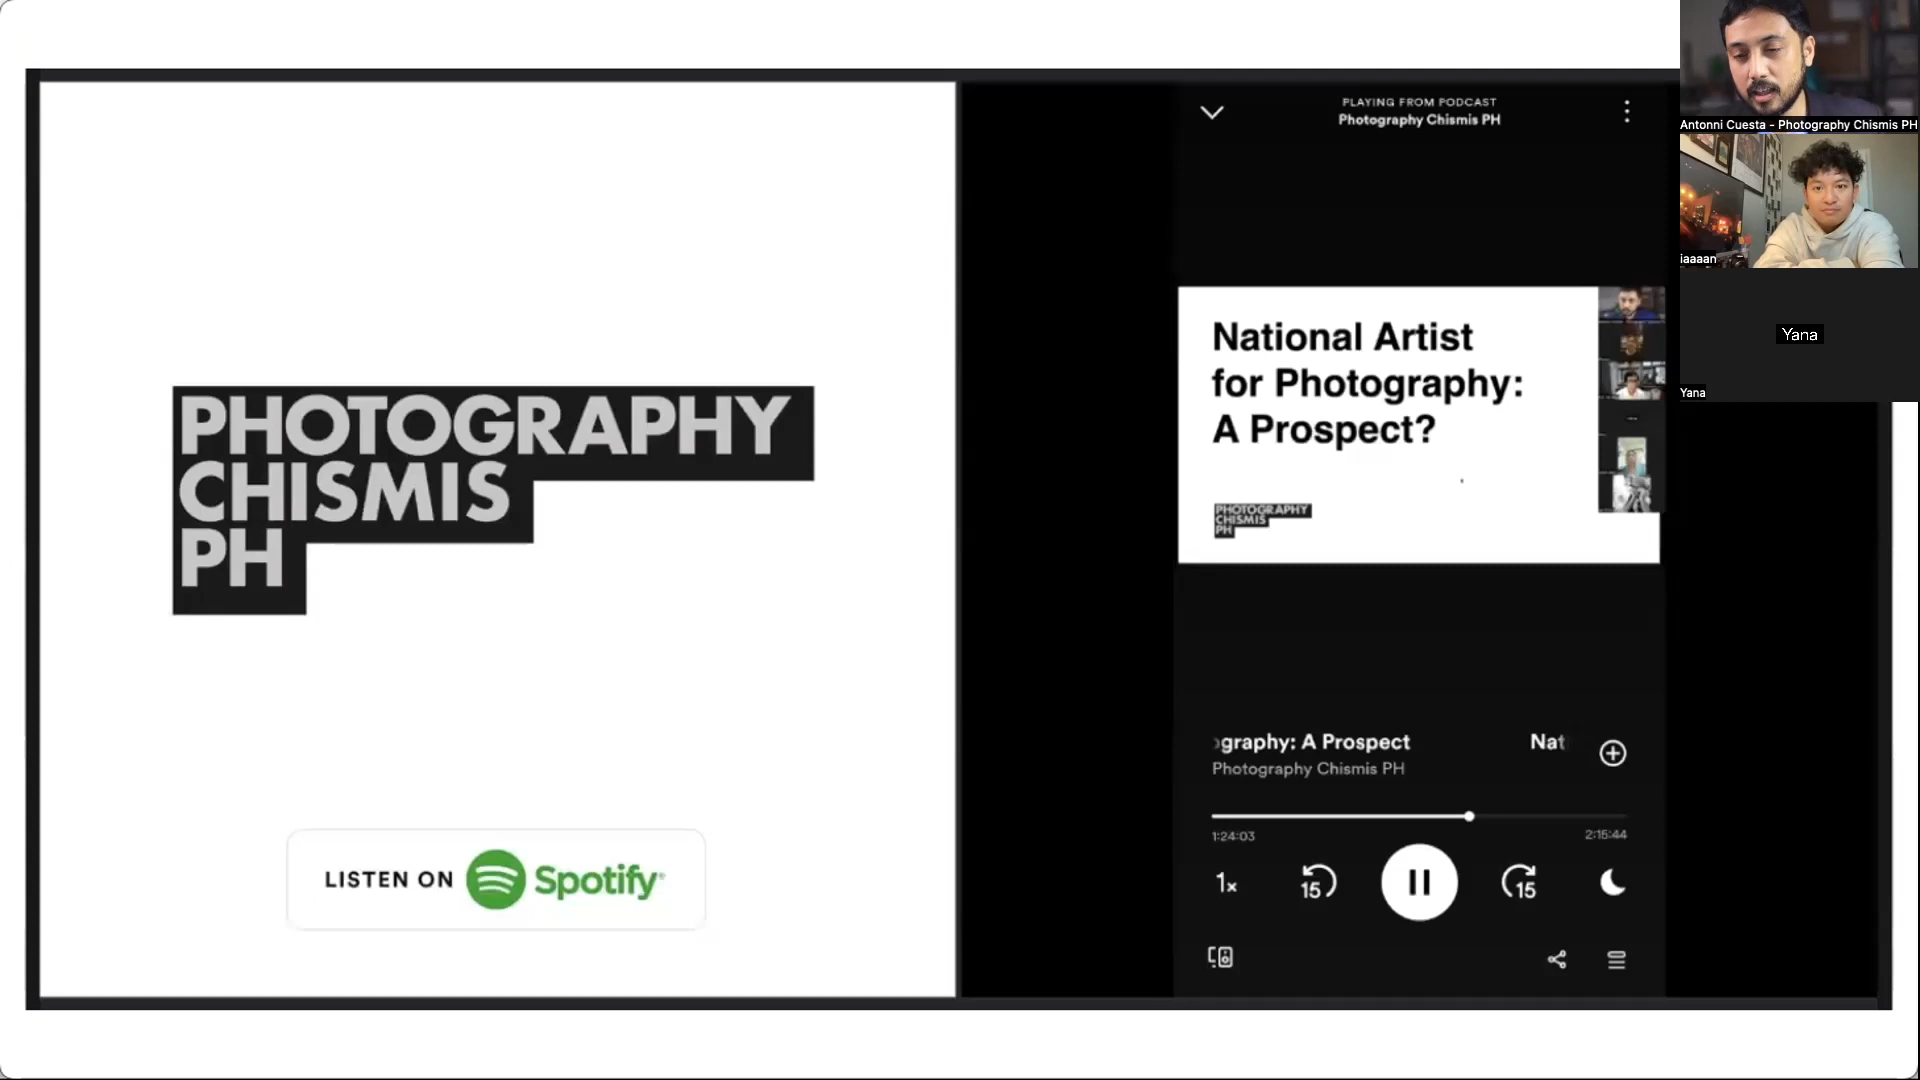 PHOTOGRAPHY
CHISMIS
PH
LISTEN ON Spotify®
PLAYING FROM PODCAST
Photography Chismis PH
National Artist
for Photography:
A Prospect?
PHOTOGRAPHY
CHISMIS
PH
ography: A Prospect Nat
Photography Chismis PH
1:24:03 2:15:44
1x 15 15
Antonni Cuesta - Photography Chismis PH
iaaaan
Yana
Yana